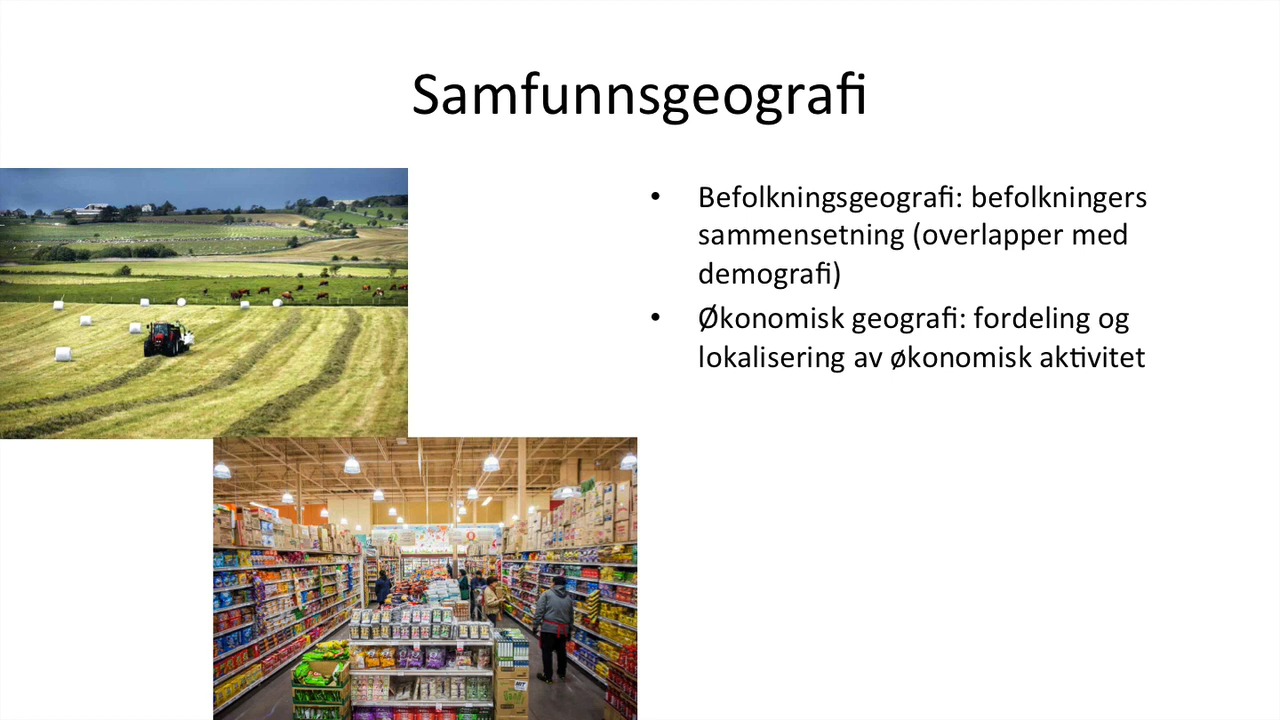 Samfunnsgeografi
• Befolkningsgeografi: befolkningers
sammensetning (overlapper med
demografi)
• Økonomisk geografi: fordeling og
lokalisering av økonomisk aktivitet